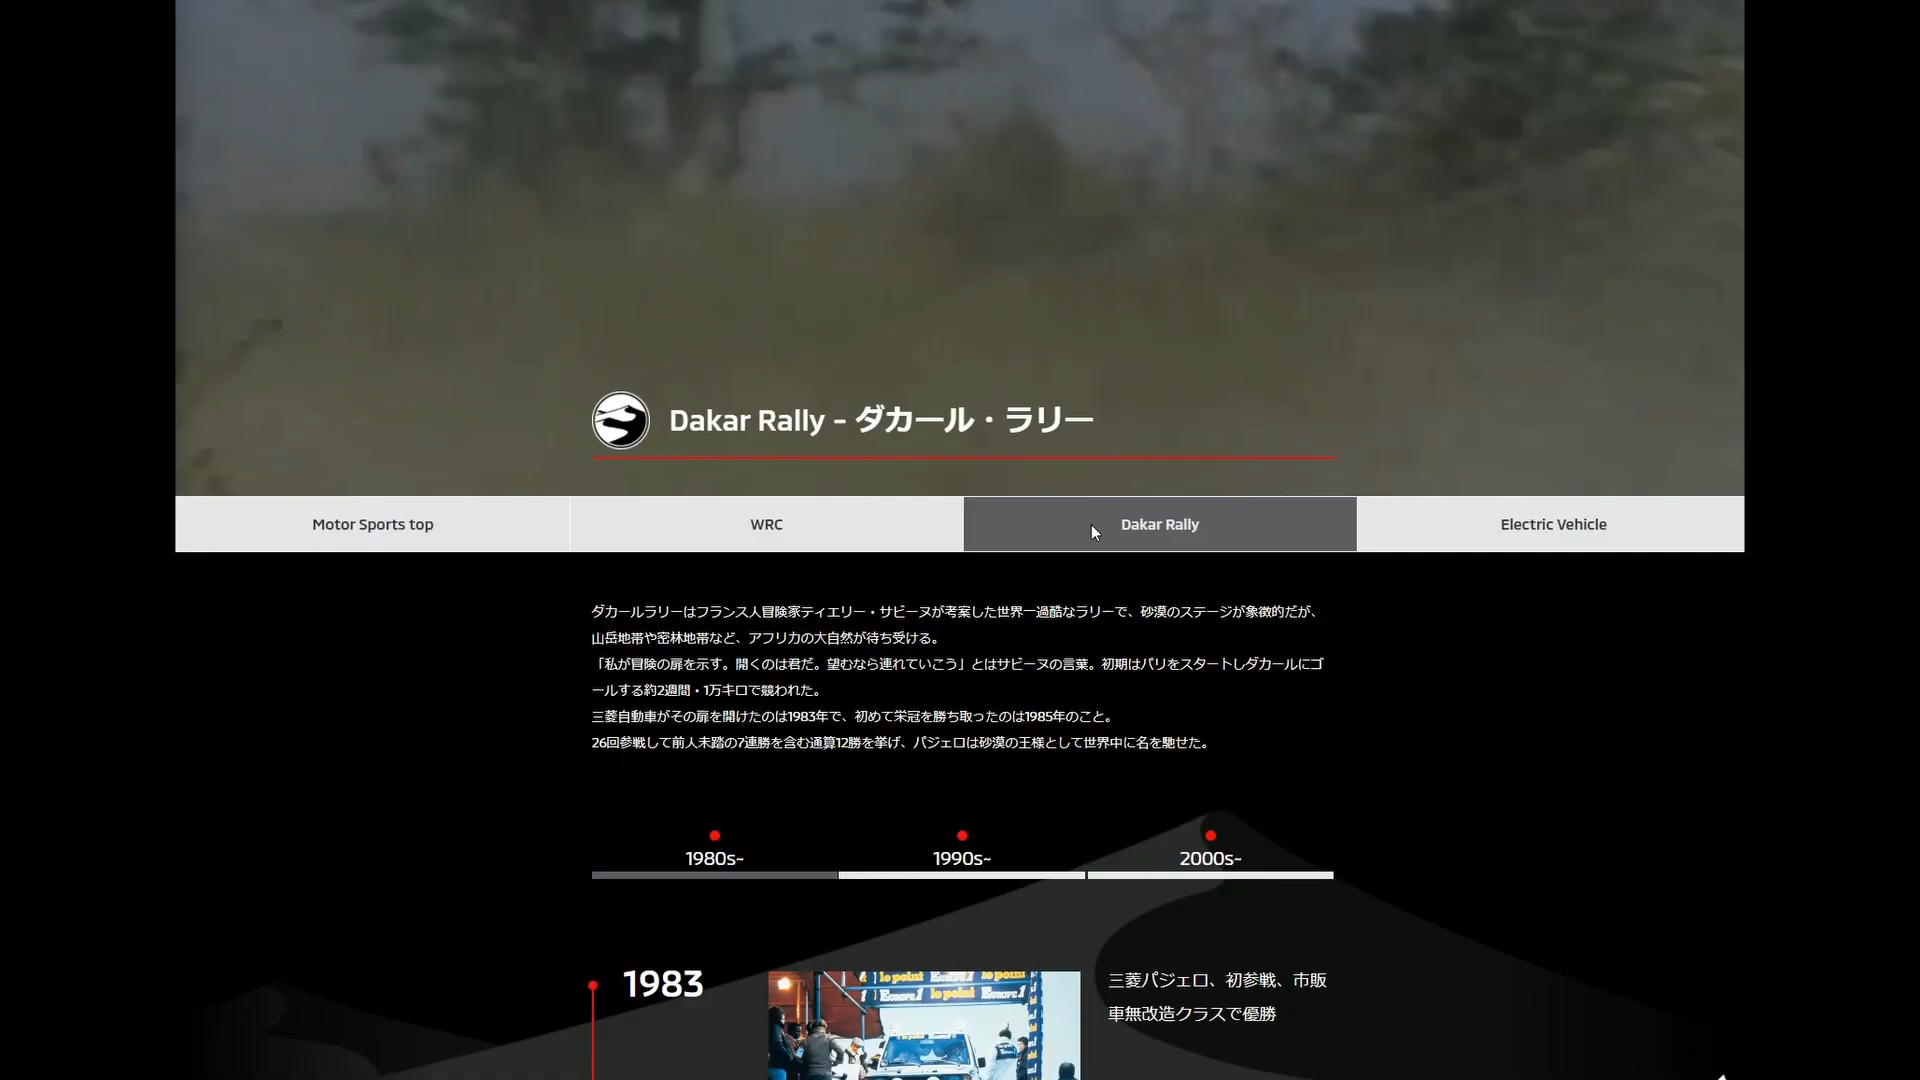 Dakar Rally – ダカール・ラリー
Motor Sports top
WRC
Dakar Rally
Electric Vehicle
ダカールラリーはフランス人冒険家ティエリー・サビーヌが考案した世界一過酷なラリーで、砂漠のステージが象徴的だが、
山岳地帯や密林地帯など、アフリカの大自然が待ち受ける。
「私が冒険の扉を示す。開くのは君だ。望むなら連れていこう」とはサビーヌの言葉。初期はパリをスタートしダカールにゴ
ールする約2週間・1万キロで競われた。
三菱自動車がその扉を開けたのは1983年で、初めて栄冠を勝ち取ったのは1985年のこと。
26回参戦して前人未踏の7連勝を含む通算12勝を挙げ、パジェロは砂漠の王様として世界中に名を馳せた。
1980s~
1990s~
2000s~
1983
le point Europe 1 le point
Europe 1 le point Europe 1
三菱パジェロ、初参戦、市販
車無改造クラスで優勝